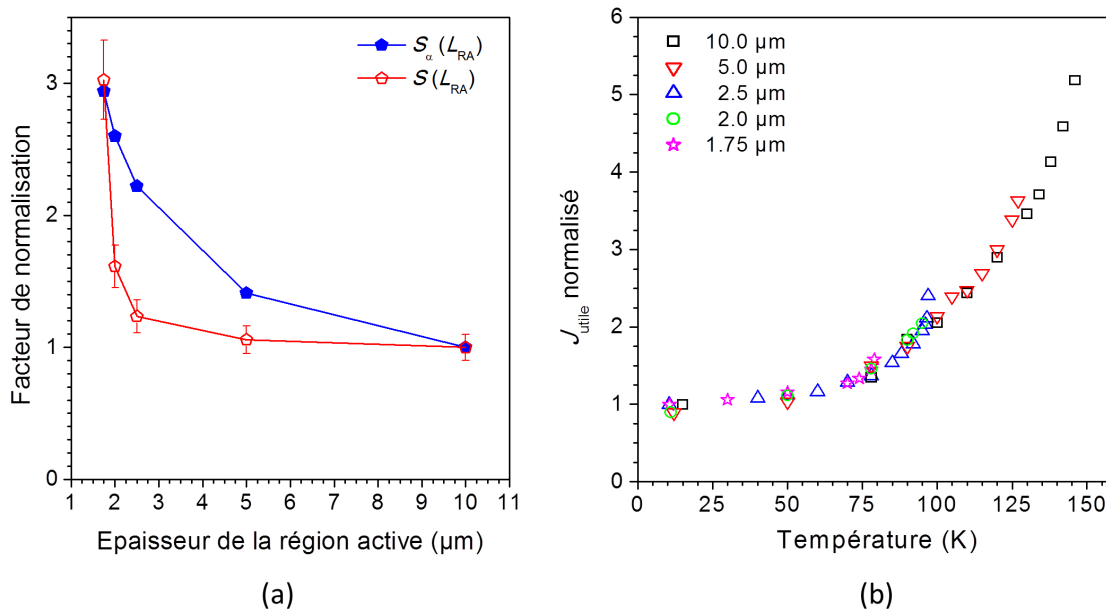 Facteur de normalisation
3
2
1
0
S_α (L_RA)
S (L_RA)
1 2 3 4 5 6 7 8 9 10 11
Epaisseur de la région active (µm)
(a)
J_utile normalisé
6
5
4
3
2
1
0
10.0 µm
5.0 µm
2.5 µm
2.0 µm
1.75 µm
0 25 50 75 100 125 150
Température (K)
(b)